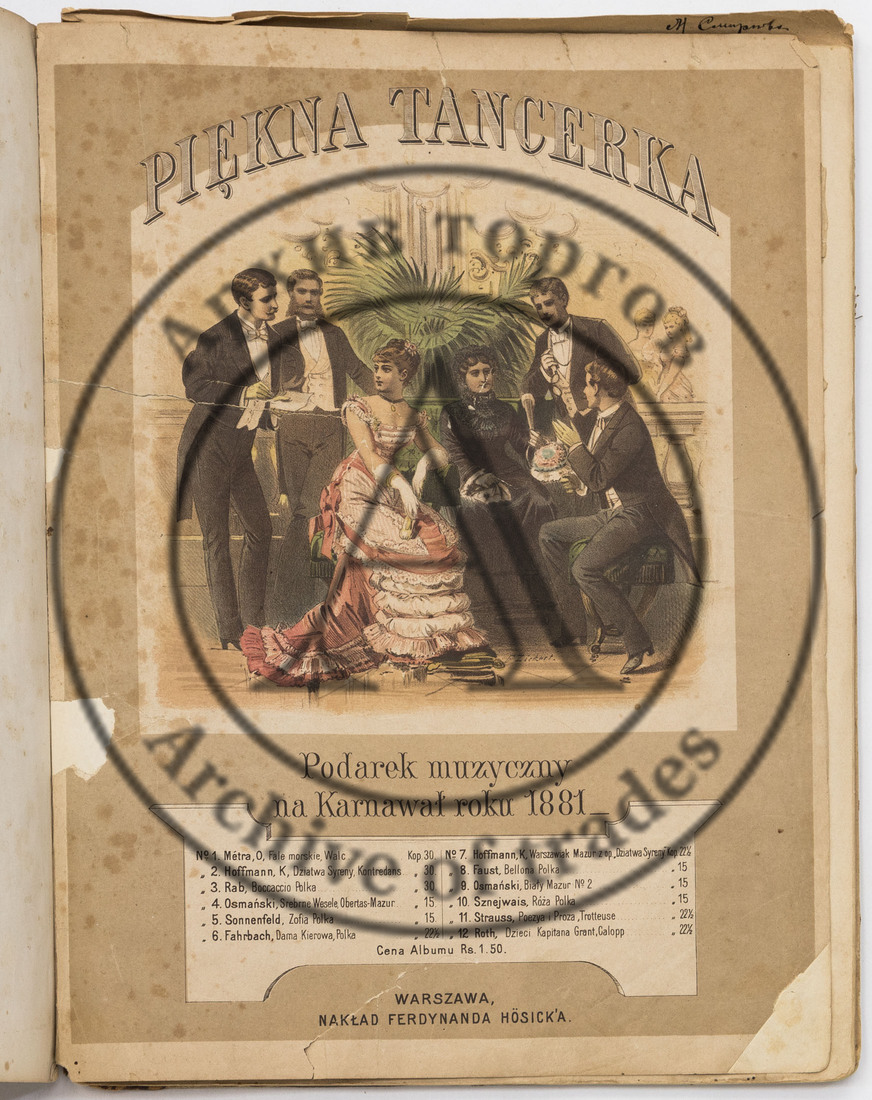 М Смирнова
PIĘKNA TANCERKA
АРХИВ ТОРГОВ
Podarek muzyczny
na Karnawał roku 1881
Nº 1. Métra, O, Fale morskie, Walc Kop. 30
„ 2. Hoffmann, K, Dziatwa Syreny, Kontredans „ 30
„ 3. Rab, Boccaccio Polka „ 30
„ 4. Osmański, Srebrne Wesele, Obertas-Mazur „ 15
„ 5. Sonnenfeld, Zofia Polka „ 15.
„ 6. Fahrbach, Dama Kierowa, Polka „ 22½
Nº 7. Hoffmann, K, Warszawiak Mazur z op. „Dziatwa Syreny" Kop 22½
„ 8. Faust, Bellona Polka „ 15
„ 9. Osmański, Biały Mazur Nº 2 „ 15
„ 10. Sznejwais, Róża Polka „ 15
„ 11. Strauss, Poezya i Proza, Trotteuse „ 22½
„ 12 Roth, Dzieci Kapitana Grant, Galopp „ 22½
Cena Albumu Rs. 1.50.
WARSZAWA,
NAKŁAD FERDYNANDA HÖSICK'A.
A
Archive of trades